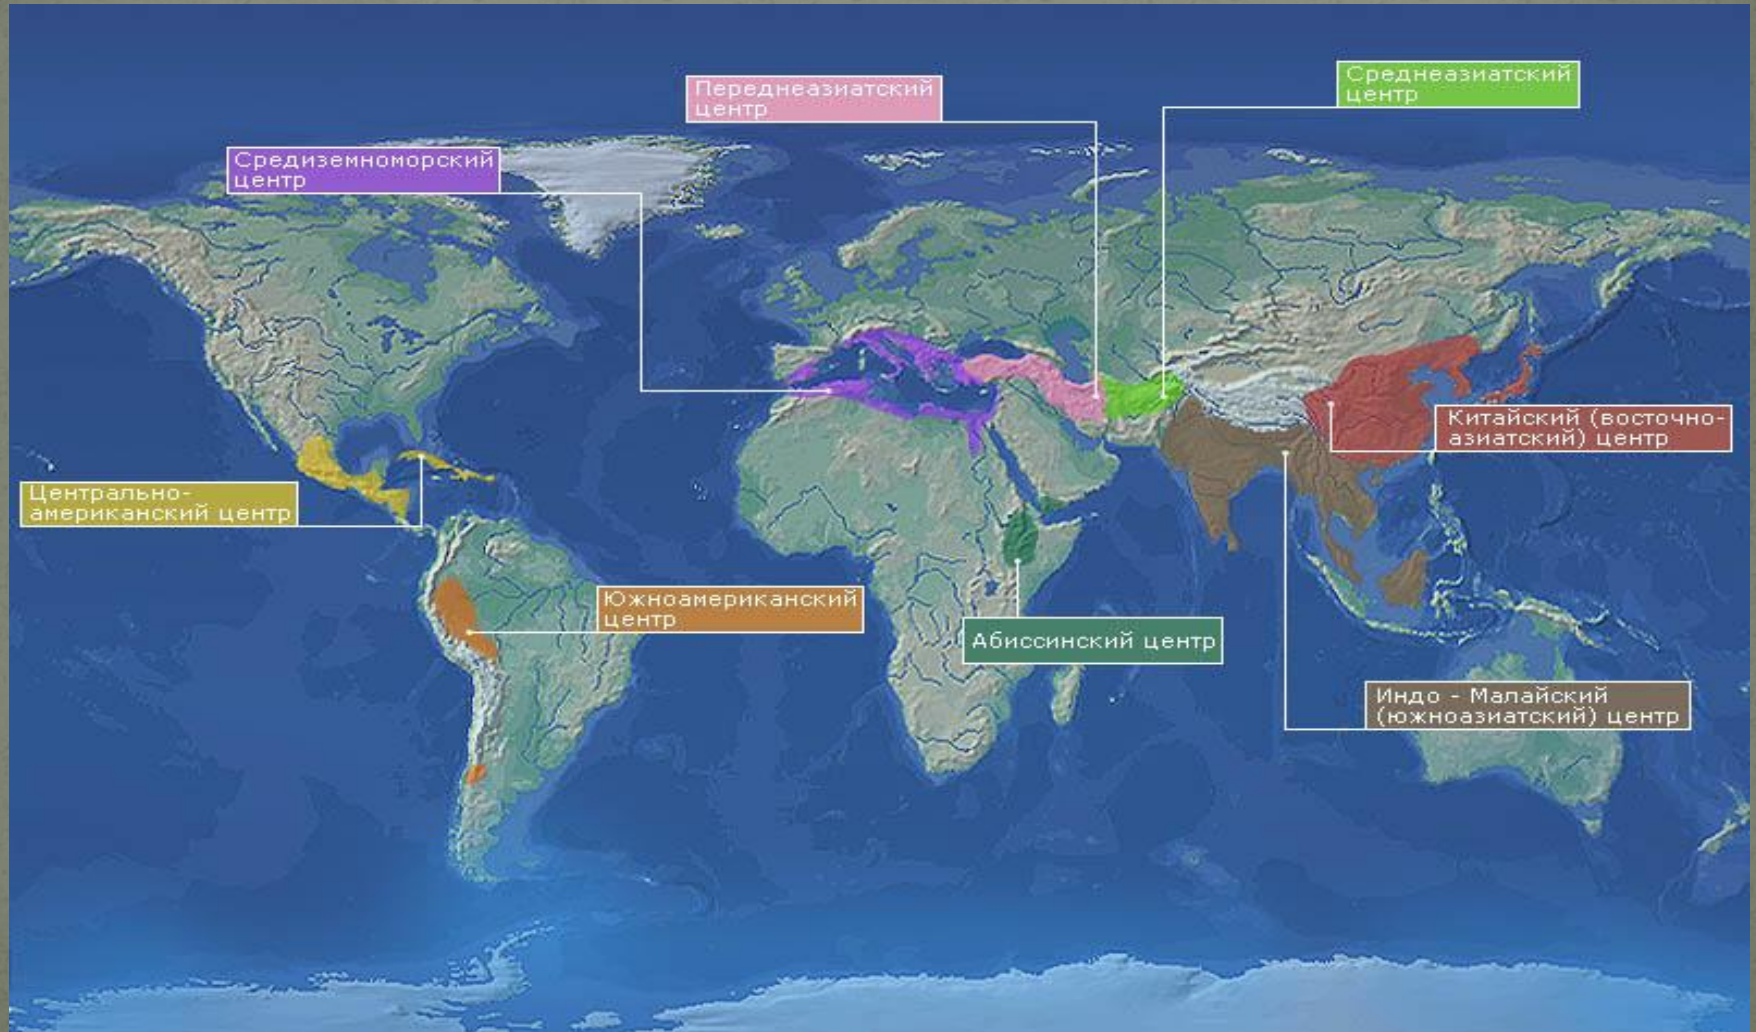 Переднеазиатский
центр
Среднеазиатский
центр
Средиземноморский
центр
Китайский (восточно-
азиатский) центр
Центрально-
американский центр
Южноамериканский
центр
Абиссинский центр
Индо - Малайский
(южноазиатский) центр